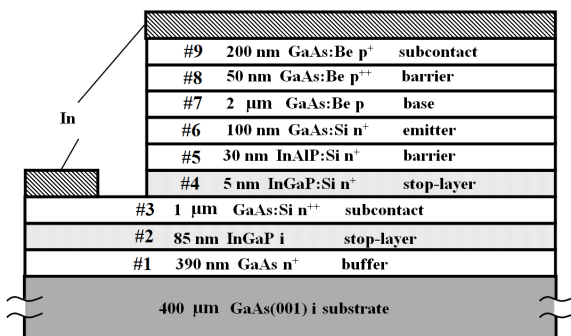 #9 200 nm GaAs:Be p⁺ subcontact
#8 50 nm GaAs:Be p⁺⁺ barrier
#7 2 μm GaAs:Be p base
In
#6 100 nm GaAs:Si n⁺ emitter
#5 30 nm InAlP:Si n⁺ barrier
#4 5 nm InGaP:Si n⁺ stop-layer
#3 1 μm GaAs:Si n⁺⁺ subcontact
#2 85 nm InGaP i stop-layer
#1 390 nm GaAs n⁺ buffer
400 μm GaAs(001) i substrate